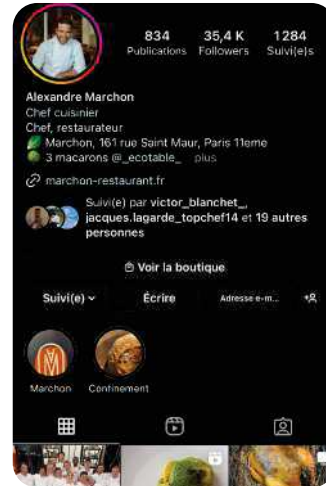 834 35,4 K 1284
Publications Followers Suivi(e)s
Alexandre Marchon
Chef cuisinier
Chef, restaurateur
Marchon, 161 rue Saint Maur, Paris 11eme
3 macarons @_ecotable_ plus
marchon-restaurant.fr
Suivi(e) par victor_blanchet_,
jacques.lagarde_topchef14 et 19 autres
personnes
Voir la boutique
Suivi(e) Écrire Adresse e-m...
Marchon Confinement